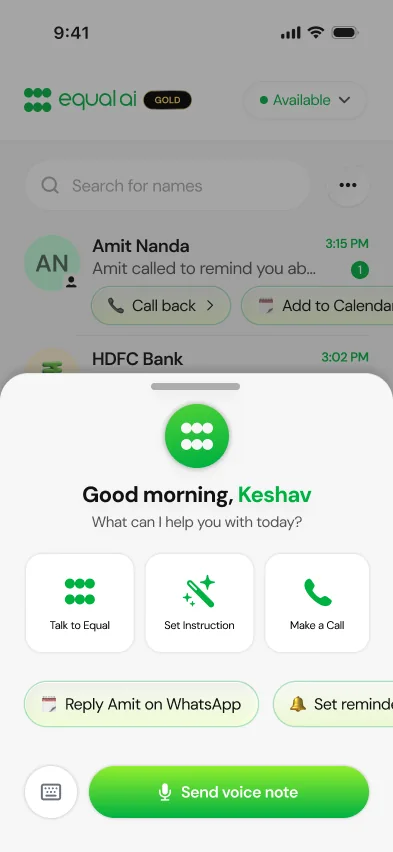 9:41
equal ai GOLD
Available
Search for names
AN
Amit Nanda
3:15 PM
Amit called to remind you ab...
1
Call back
Add to Calenda
HDFC Bank
3:02 PM
Good morning, Keshav
What can I help you with today?
Talk to Equal
Set Instruction
Make a Call
Reply Amit on WhatsApp
Set reminde
Send voice note